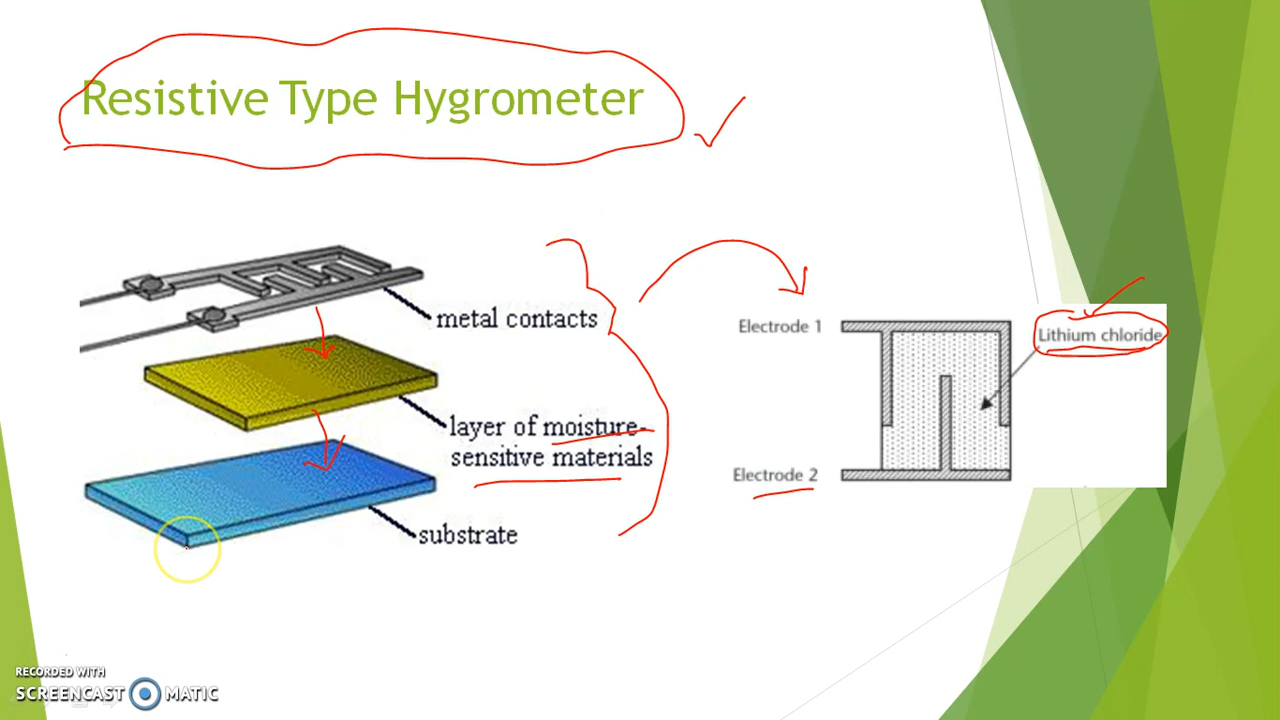 Resistive Type Hygrometer
metal contacts
layer of moisture-
sensitive materials
substrate
Electrode 1
Lithium chloride
Electrode 2
RECORDED WITH
SCREENCAST MATIC